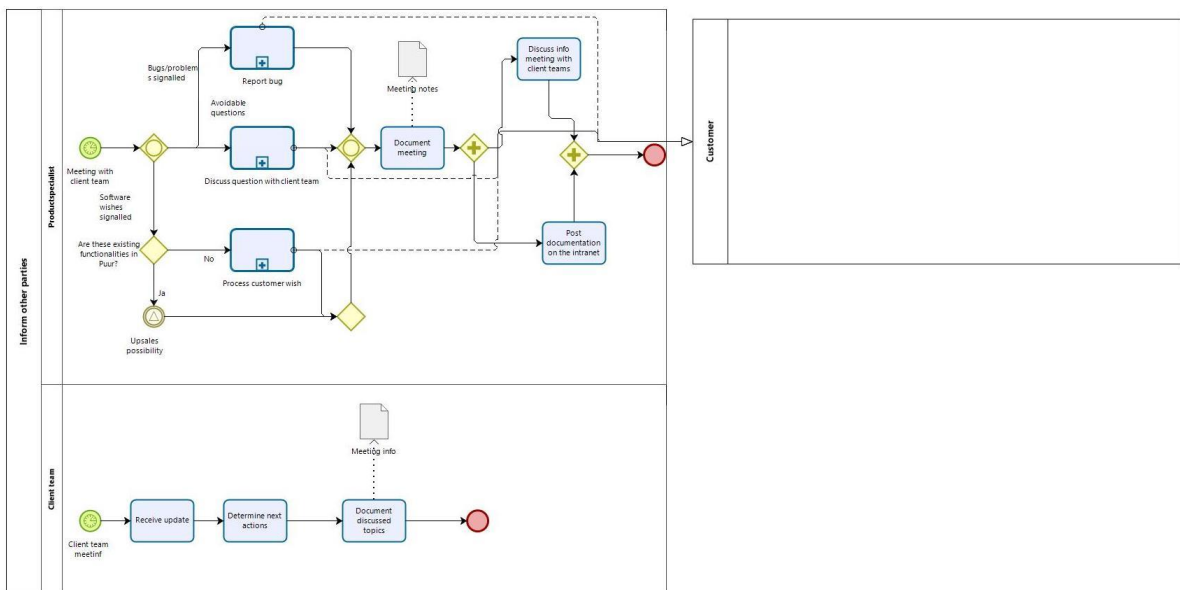 Inform other parties
Productspecialist
Bugs/problem
s signalled
Report bug
Meeting notes
Discuss info
meeting with
client teams
Customer
Avoidable
questions
Meeting with
client team
Discuss question with client team
Document
meeting
Software
wishes
signalled
Are these existing
functionalities in
Puur?
No
Process customer wish
Post
documentation
on the intranet
Ja
Upsales
possibility
Client team
Meeting info
Client team
meetinf
Receive update
Determine next
actions
Document
discussed
topics